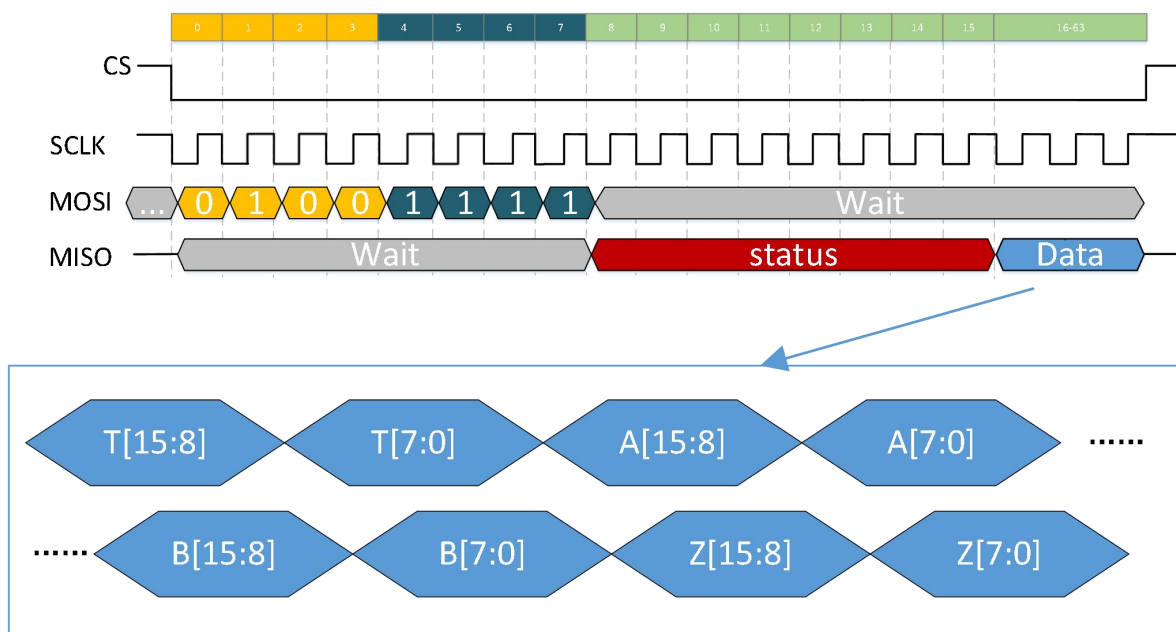 0 1 2 3 4 5 6 7 8 9 10 11 12 13 14 15 16-63
CS
SCLK
MOSI ... 0 1 0 0 1 1 1 1 Wait
MISO Wait status Data
T[15:8] T[7:0] A[15:8] A[7:0] ......
...... B[15:8] B[7:0] Z[15:8] Z[7:0]